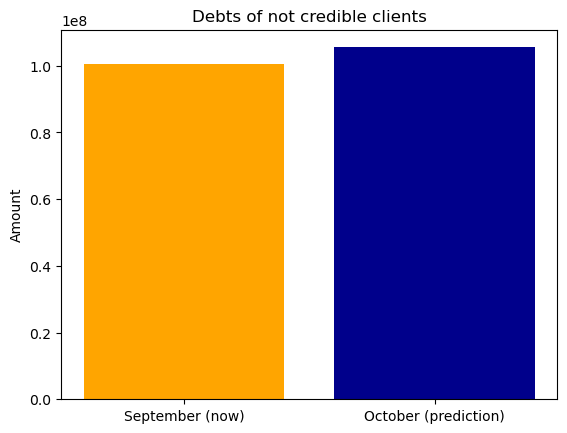 Debts of not credible clients
1e8
1.0
0.8
0.6
0.4
0.2
0.0
Amount
September (now)
October (prediction)